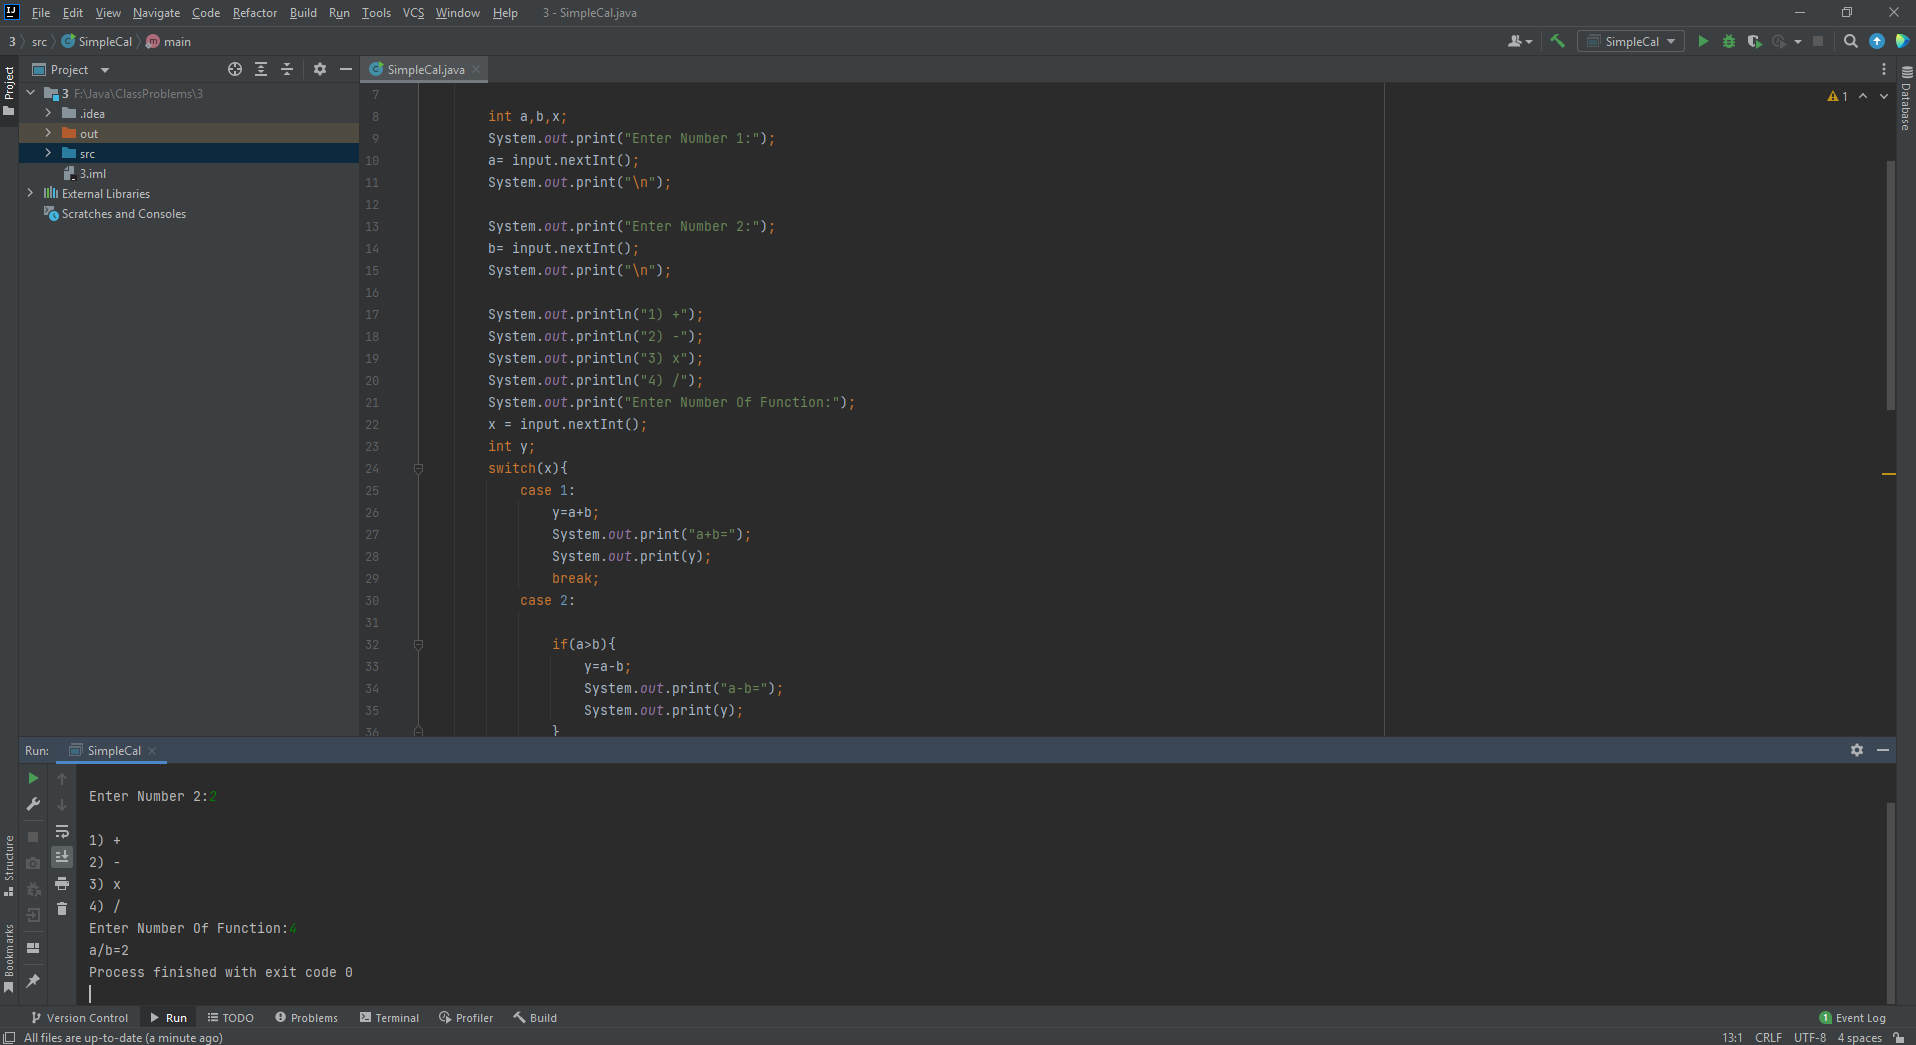 File Edit View Navigate Code Refactor Build Run Tools VCS Window Help 3 - SimpleCal.java
3 src SimpleCal main SimpleCal
Project
Project
3 F:\Java\ClassProblems\3
.idea
out
src
3.iml
External Libraries
Scratches and Consoles
SimpleCal.java
1
Database
7
8 int a,b,x;
9 System.out.print("Enter Number 1:");
10 a= input.nextInt();
11 System.out.print("\n");
12
13 System.out.print("Enter Number 2:");
14 b= input.nextInt();
15 System.out.print("\n");
16
17 System.out.println("1) +");
18 System.out.println("2) -");
19 System.out.println("3) x");
20 System.out.println("4) /");
21 System.out.print("Enter Number Of Function:");
22 x = input.nextInt();
23 int y;
24 switch(x){
25 case 1:
26 y=a+b;
27 System.out.print("a+b=");
28 System.out.print(y);
29 break;
30 case 2:
31
32 if(a>b){
33 y=a-b;
34 System.out.print("a-b=");
35 System.out.print(y);
36 }
Run: SimpleCal
Enter Number 2:2
1) +
2) -
3) x
4) /
Enter Number Of Function:4
a/b=2
Process finished with exit code 0
Structure
Bookmarks
Version Control Run TODO Problems Terminal Profiler Build 1 Event Log
All files are up-to-date (a minute ago) 13:1 CRLF UTF-8 4 spaces